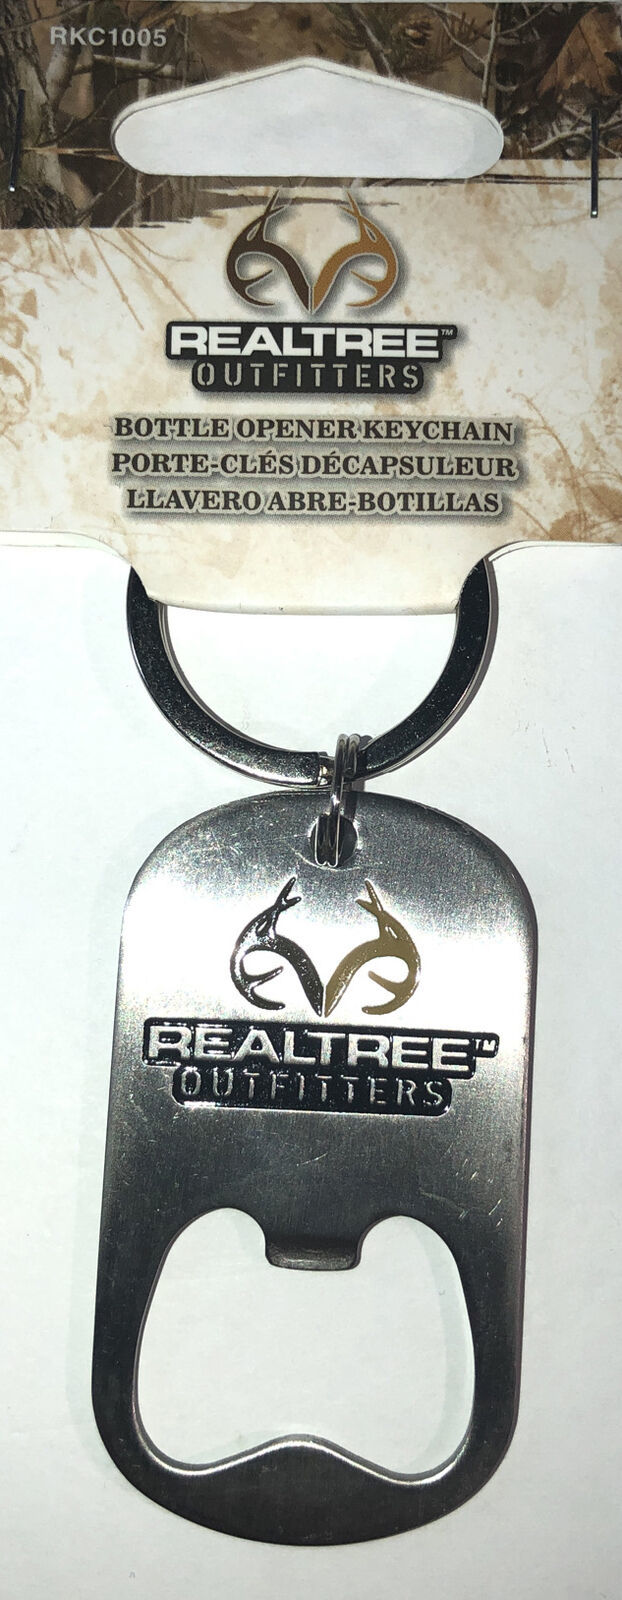 RKC1005
REALTREE™
OUTFITTERS
BOTTLE OPENER KEYCHAIN
PORTE-CLÉS DÉCAPSULEUR
LLAVERO ABRE-BOTILLAS
REALTREE™
OUTFITTERS